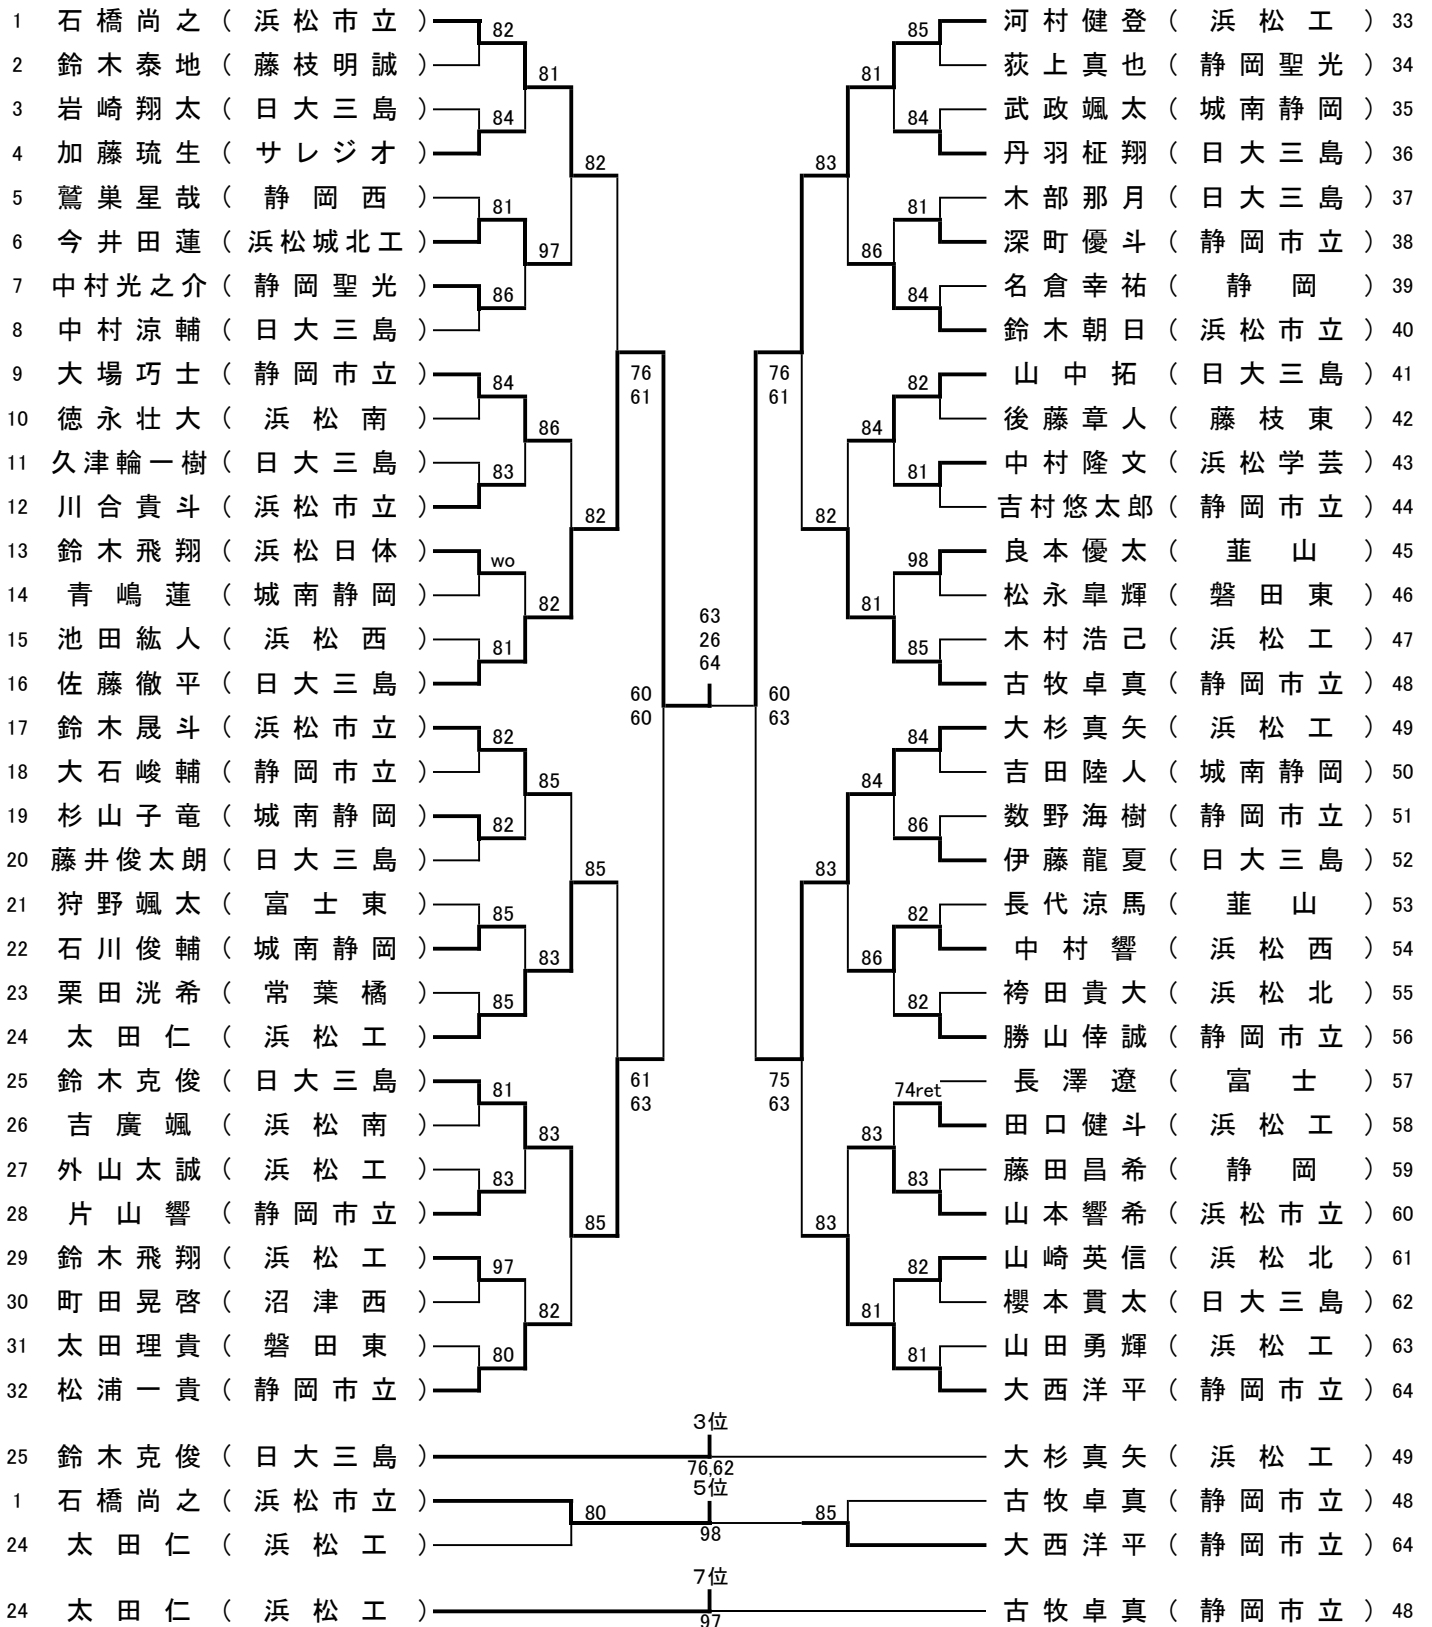 1 石橋尚之（浜松市立） 82 85 河村健登（浜松工）33
2 鈴木泰地（藤枝明誠） 81 81 荻上真也（静岡聖光）34
3 岩崎翔太（日大三島） 84 84 武政颯太（城南静岡）35
4 加藤琉生（サレジオ） 82 83 丹羽柾翔（日大三島）36
5 鷲巣星哉（静岡西） 81 81 木部那月（日大三島）37
6 今井田蓮（浜松城北工） 97 86 深町優斗（静岡市立）38
7 中村光之介（静岡聖光） 86 84 名倉幸祐（静岡）39
8 中村涼輔（日大三島） 鈴木朝日（浜松市立）40
9 大場巧士（静岡市立） 84 76 76 82 山中拓（日大三島）41
10 徳永壮大（浜松南） 86 61 61 84 後藤章人（藤枝東）42
11 久津輪一樹（日大三島） 83 81 中村隆文（浜松学芸）43
12 川合貴斗（浜松市立） 82 82 吉村悠太郎（静岡市立）44
13 鈴木飛翔（浜松日体） wo 98 良本優太（韮山）45
14 青嶋蓮（城南静岡） 82 63 81 松永皐輝（磐田東）46
15 池田紘人（浜松西） 81 26 85 木村浩己（浜松工）47
64
16 佐藤徹平（日大三島） 60 60 古牧卓真（静岡市立）48
60 63
17 鈴木晟斗（浜松市立） 82 84 大杉真矢（浜松工）49
18 大石峻輔（静岡市立） 85 84 吉田陸人（城南静岡）50
19 杉山子竜（城南静岡） 82 86 数野海樹（静岡市立）51
20 藤井俊太朗（日大三島） 85 83 伊藤龍夏（日大三島）52
21 狩野颯太（富士東） 85 82 長代涼馬（韮山）53
22 石川俊輔（城南静岡） 83 86 中村響（浜松西）54
23 栗田洸希（常葉橘） 85 82 袴田貴大（浜松北）55
24 太田仁（浜松工） 勝山倖誠（静岡市立）56
25 鈴木克俊（日大三島） 81 61 75 74ret 長澤遼（富士）57
26 吉廣颯（浜松南） 83 63 63 83 田口健斗（浜松工）58
27 外山太誠（浜松工） 83 83 藤田昌希（静岡）59
28 片山響（静岡市立） 85 83 山本響希（浜松市立）60
29 鈴木飛翔（浜松工） 97 82 山崎英信（浜松北）61
30 町田晃啓（沼津西） 82 81 櫻本貫太（日大三島）62
31 太田理貴（磐田東） 80 81 山田勇輝（浜松工）63
32 松浦一貴（静岡市立） 大西洋平（静岡市立）64
3位
25 鈴木克俊（日大三島） 76,62 大杉真矢（浜松工）49
5位
1 石橋尚之（浜松市立） 80 85 古牧卓真（静岡市立）48
98
24 太田仁（浜松工） 大西洋平（静岡市立）64
7位
24 太田仁（浜松工） 97 古牧卓真（静岡市立）48